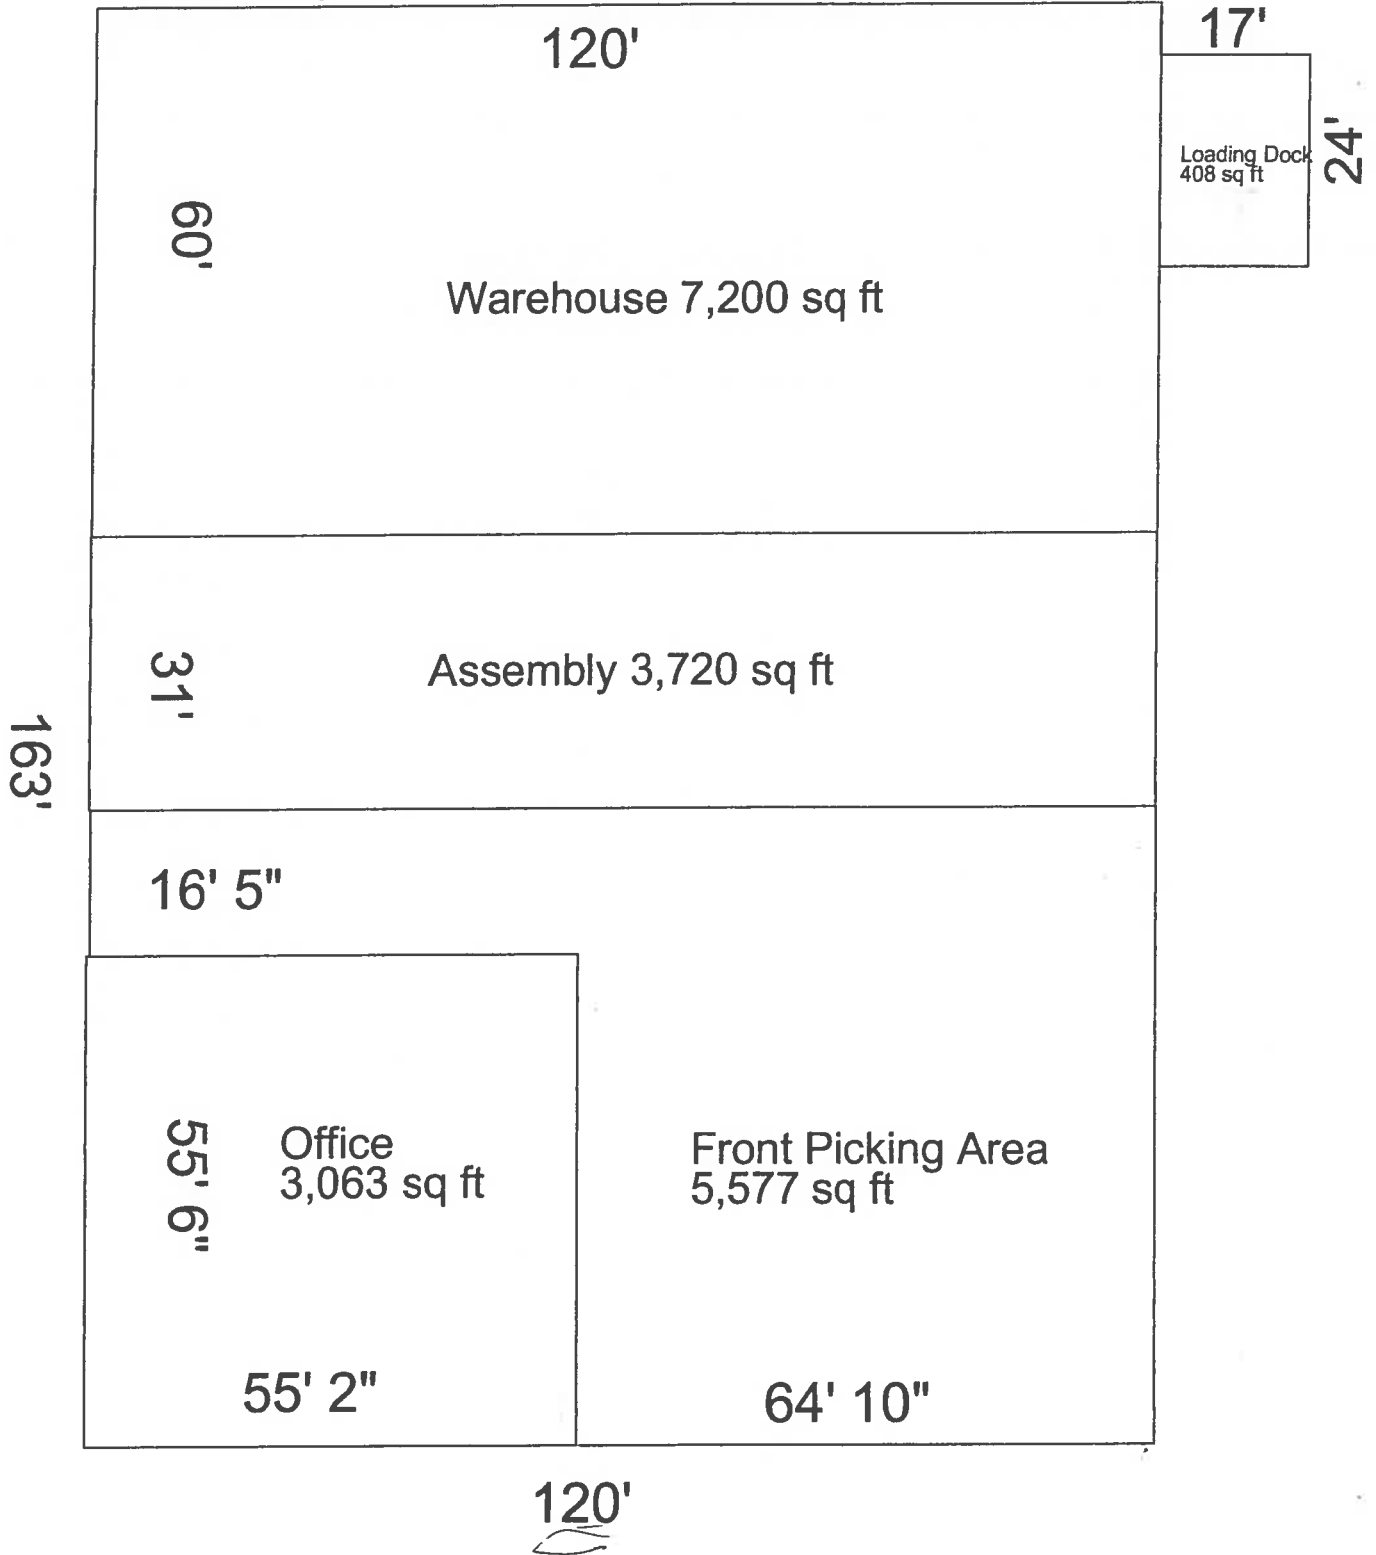 120'
17'
24'
Loading Dock
408 sq ft
60'
Warehouse 7,200 sq ft
31'
Assembly 3,720 sq ft
163'
16' 5"
55' 6"
Office
3,063 sq ft
Front Picking Area
5,577 sq ft
55' 2"
64' 10"
120'